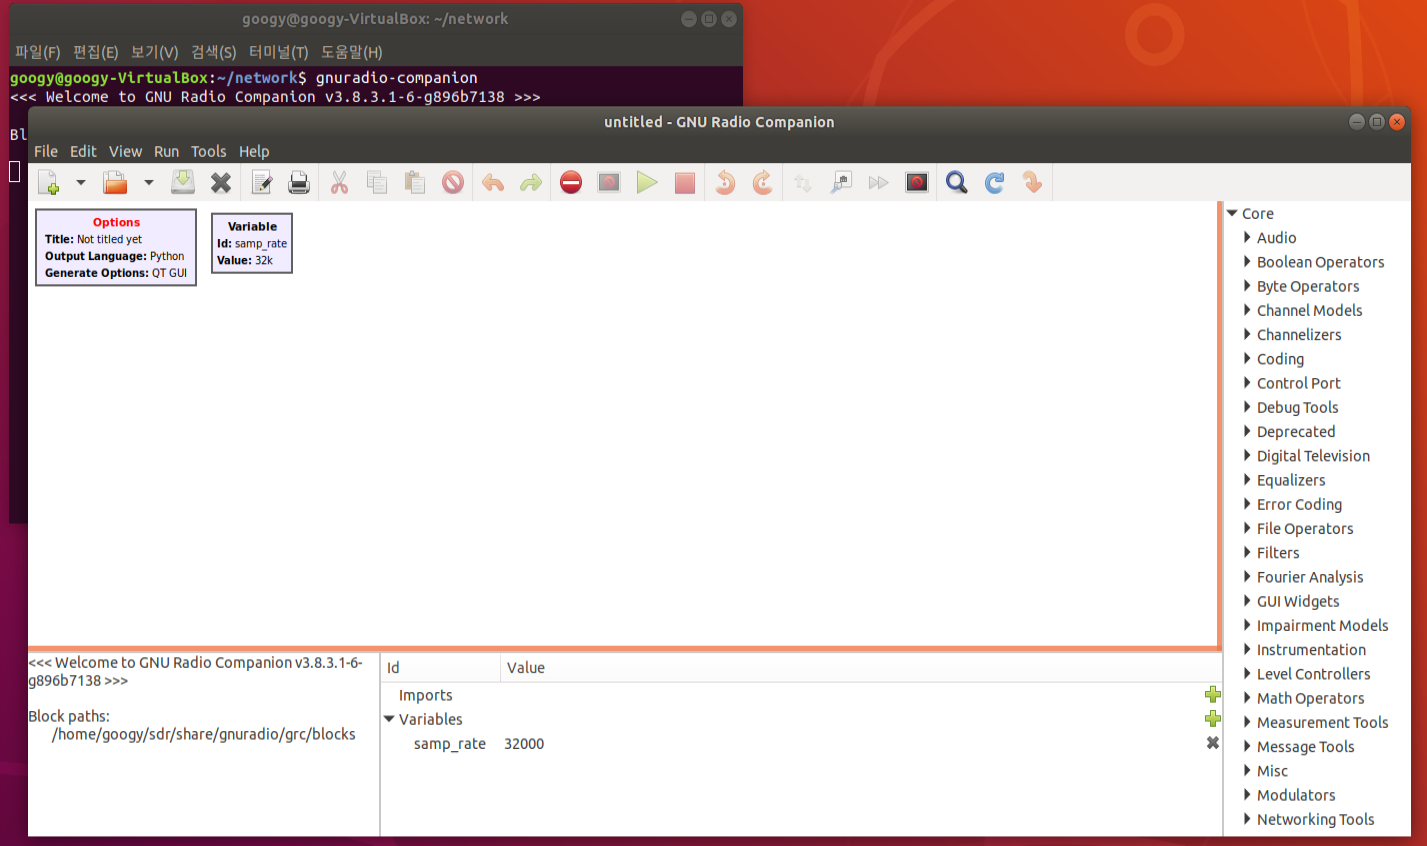 googy@googy-VirtualBox: ~/network
파일(F) 편집(E) 보기(V) 검색(S) 터미널(T) 도움말(H)
googy@googy-VirtualBox:~/network$ gnuradio-companion
<<< Welcome to GNU Radio Companion v3.8.3.1-6-g896b7138 >>>
Bl
untitled - GNU Radio Companion
File Edit View Run Tools Help
Options
Title: Not titled yet
Output Language: Python
Generate Options: QT GUI
Variable
Id: samp_rate
Value: 32k
Core
Audio
Boolean Operators
Byte Operators
Channel Models
Channelizers
Coding
Control Port
Debug Tools
Deprecated
Digital Television
Equalizers
Error Coding
File Operators
Filters
Fourier Analysis
GUI Widgets
Impairment Models
Instrumentation
Level Controllers
Math Operators
Measurement Tools
Message Tools
Misc
Modulators
Networking Tools
<<< Welcome to GNU Radio Companion v3.8.3.1-6-
g896b7138 >>>
Block paths:
/home/googy/sdr/share/gnuradio/grc/blocks
Id Value
Imports
Variables
samp_rate 32000